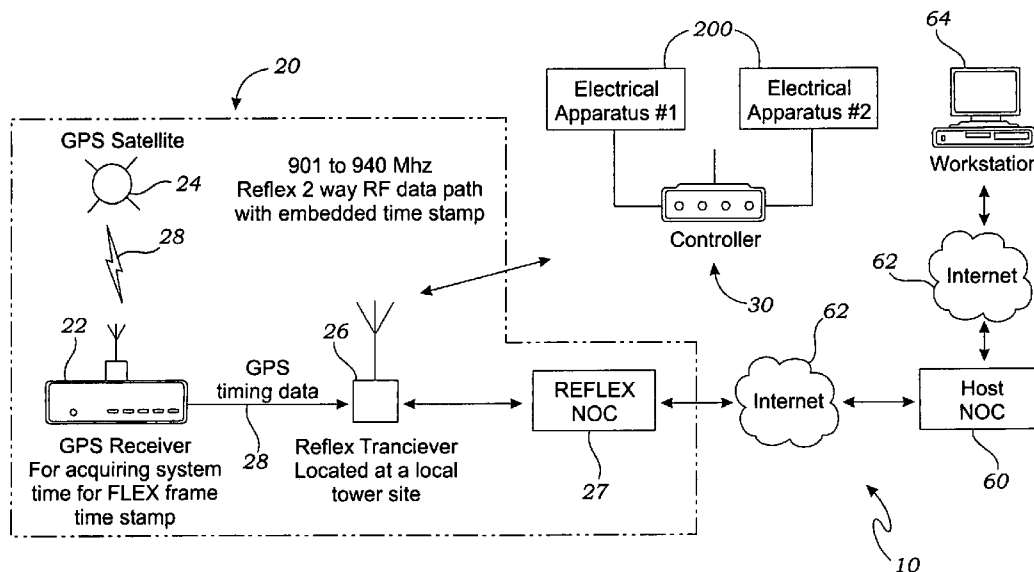 64
200
20
Electrical
Apparatus #1
Electrical
Apparatus #2
GPS Satellite
24
901 to 940 Mhz
Reflex 2 way RF data path
with embedded time stamp
Workstation
28
Controller
62
Internet
30
22
26
62
GPS
timing data
28
REFLEX
NOC
27
Internet
Host
NOC
60
GPS Receiver
For acquiring system
time for FLEX frame
time stamp
Reflex Tranciever
Located at a local
tower site
10